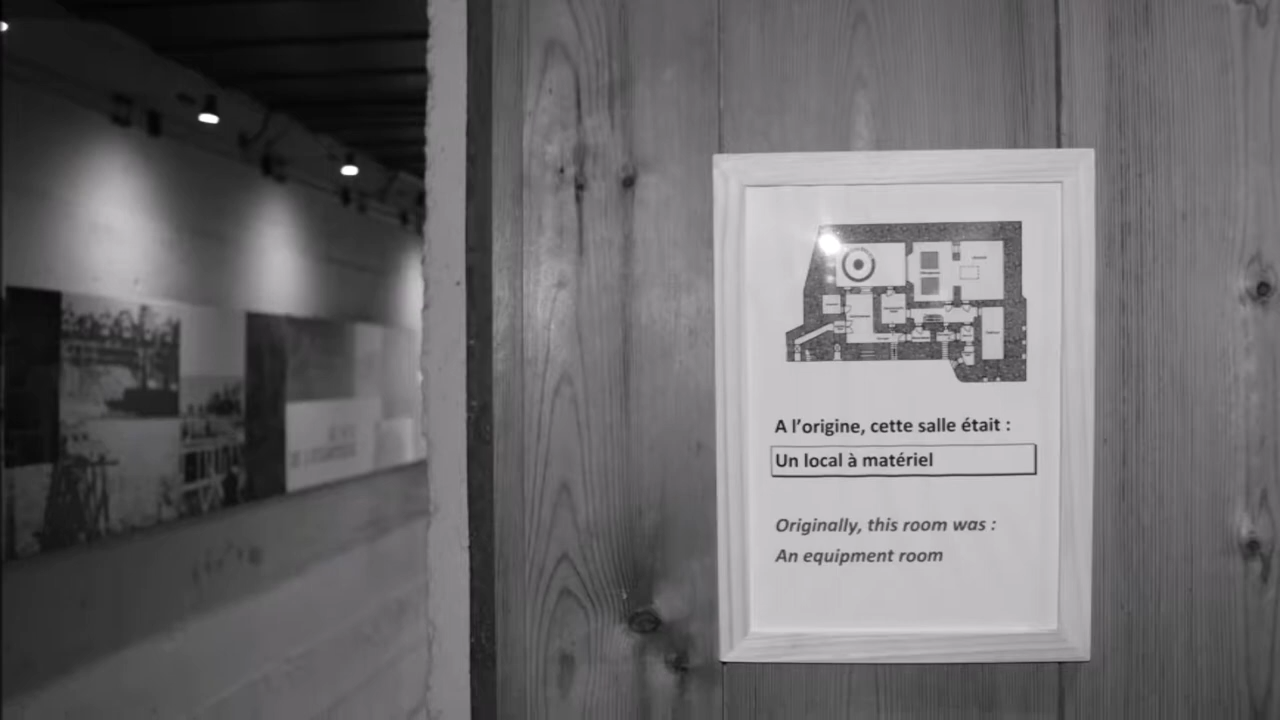 A l'origine, cette salle était :
Un local à matériel
Originally, this room was :
An equipment room